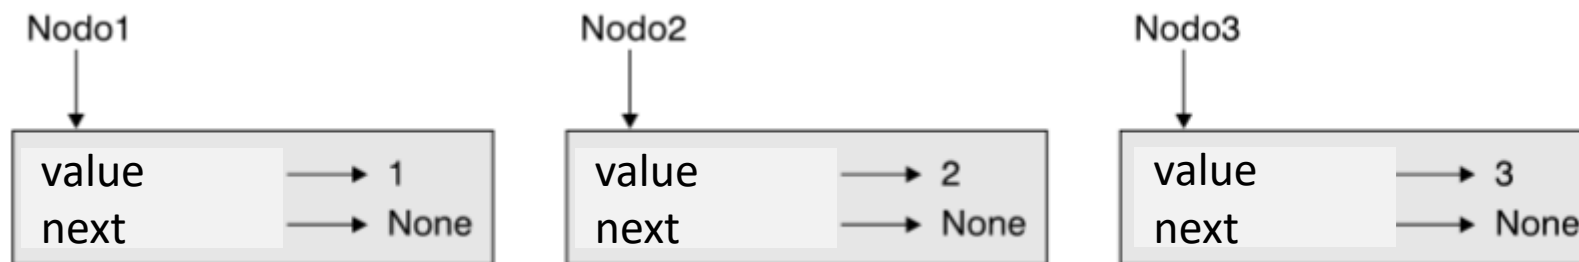 Nodo1 Nodo2 Nodo3
value 1 value 2 value 3
next None next None next None